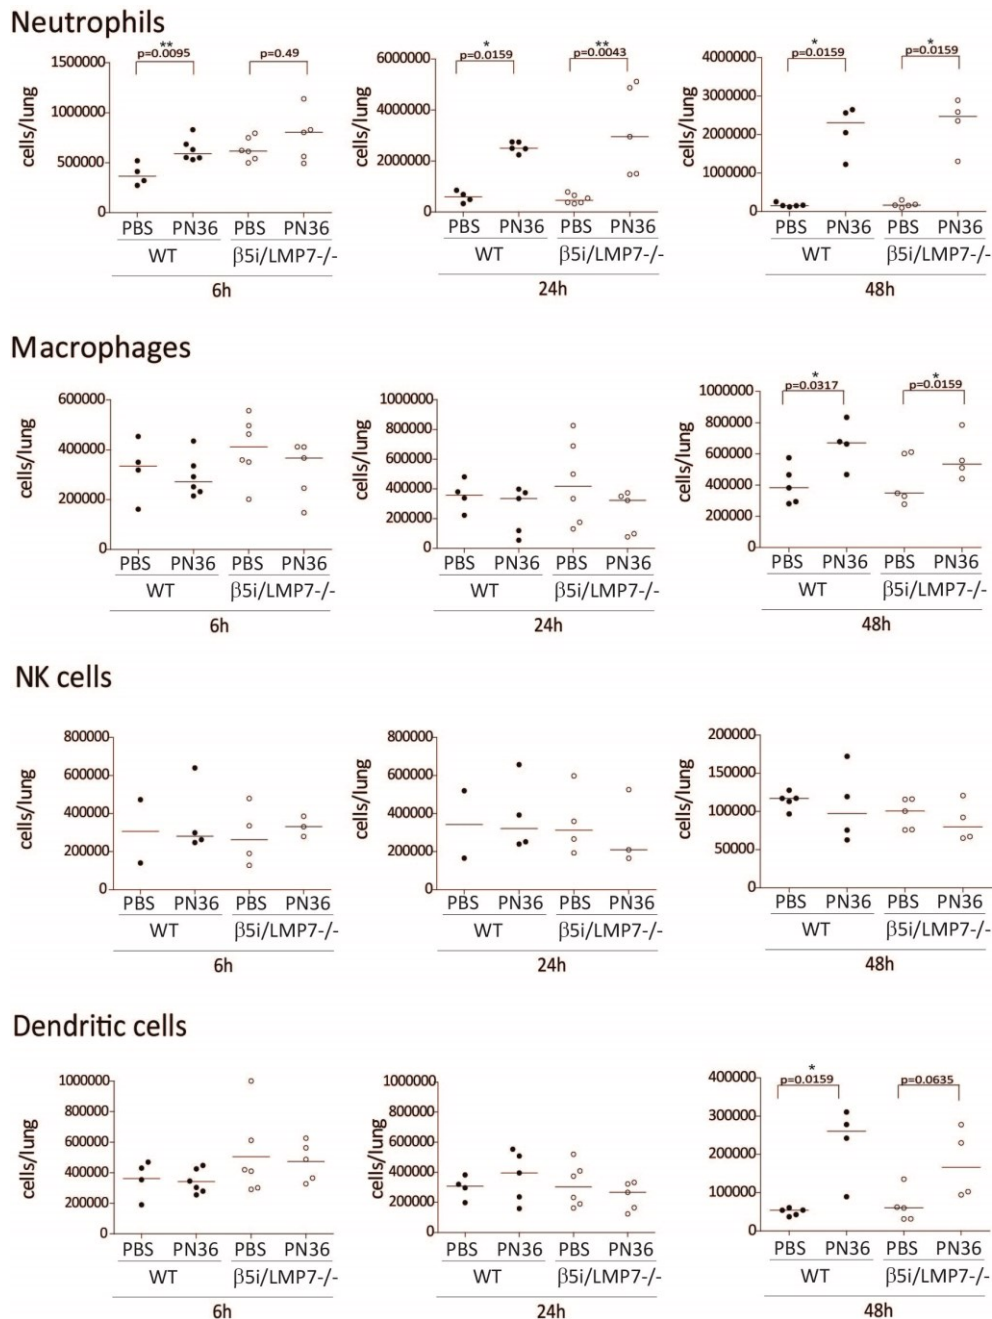 Neutrophils
** p=0.0095 p=0.49
cells/lung
1500000
1000000
500000
0
PBS PN36 PBS PN36
WT β5i/LMP7-/-
6h
* p=0.0159 ** p=0.0043
cells/lung
6000000
4000000
2000000
0
PBS PN36 PBS PN36
WT β5i/LMP7-/-
24h
* p=0.0159 * p=0.0159
cells/lung
4000000
3000000
2000000
1000000
0
PBS PN36 PBS PN36
WT β5i/LMP7-/-
48h
Macrophages
cells/lung
600000
400000
200000
0
PBS PN36 PBS PN36
WT β5i/LMP7-/-
6h
cells/lung
1000000
800000
600000
400000
200000
0
PBS PN36 PBS PN36
WT β5i/LMP7-/-
24h
* p=0.0317 * p=0.0159
cells/lung
1000000
800000
600000
400000
200000
0
PBS PN36 PBS PN36
WT β5i/LMP7-/-
48h
NK cells
cells/lung
800000
600000
400000
200000
0
PBS PN36 PBS PN36
WT β5i/LMP7-/-
6h
cells/lung
800000
600000
400000
200000
0
PBS PN36 PBS PN36
WT β5i/LMP7-/-
24h
cells/lung
200000
150000
100000
50000
0
PBS PN36 PBS PN36
WT β5i/LMP7-/-
48h
Dendritic cells
cells/lung
1000000
800000
600000
400000
200000
0
PBS PN36 PBS PN36
WT β5i/LMP7-/-
6h
cells/lung
1000000
800000
600000
400000
200000
0
PBS PN36 PBS PN36
WT β5i/LMP7-/-
24h
* p=0.0159 p=0.0635
cells/lung
400000
300000
200000
100000
0
PBS PN36 PBS PN36
WT β5i/LMP7-/-
48h